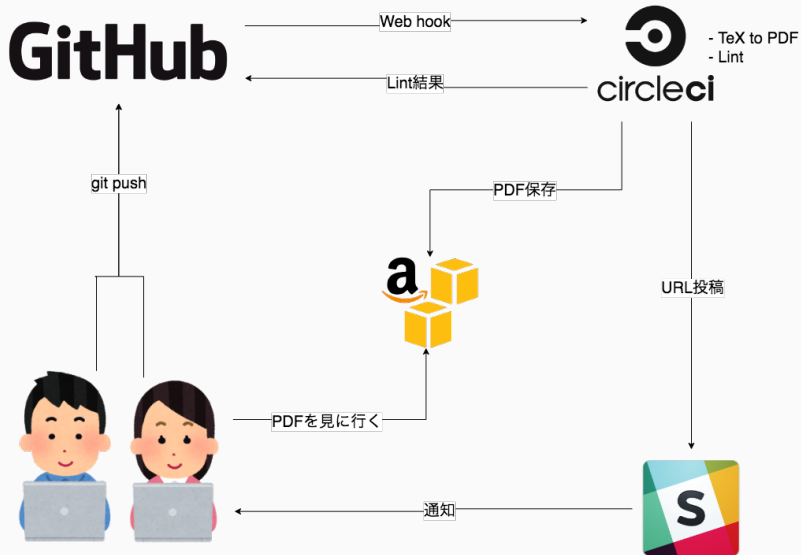 GitHub
Web hook
- TeX to PDF
- Lint
circleci
Lint結果
git push
PDF保存
a
URL投稿
PDFを見に行く
S
通知